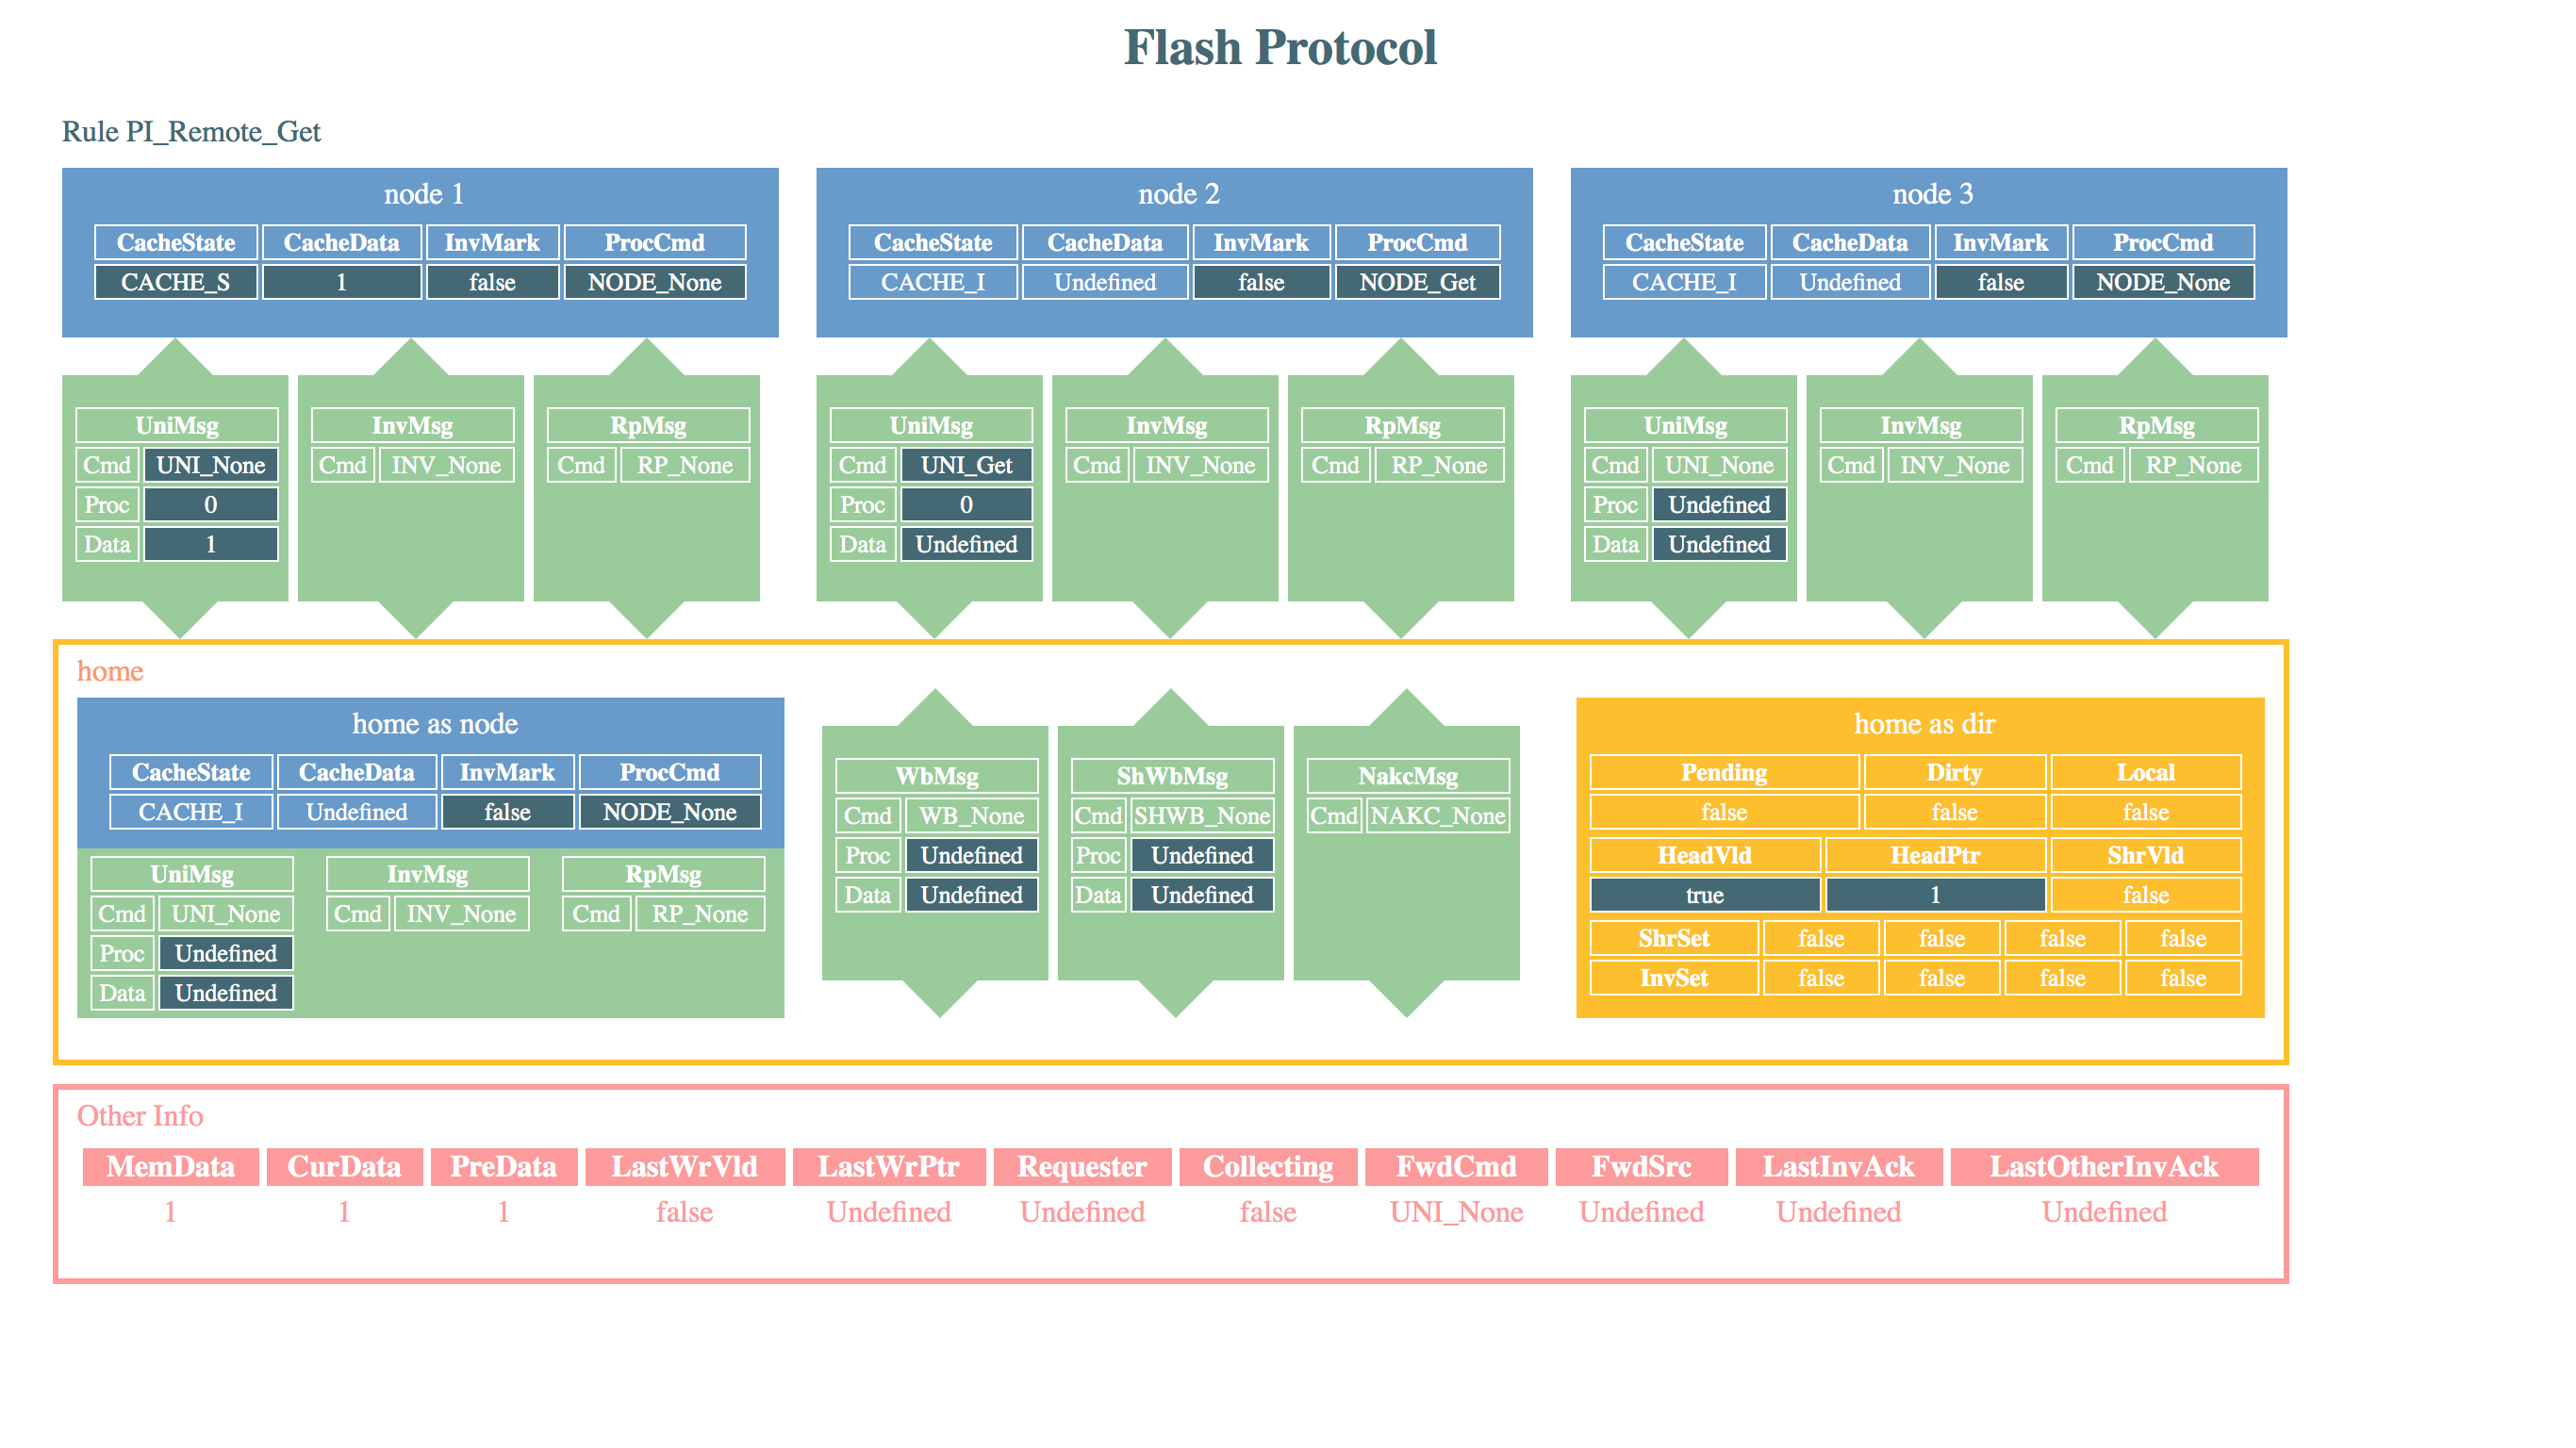 Flash Protocol
Rule PI_Remote_Get
node 1
CacheState CacheData InvMark ProcCmd
CACHE_S 1 false NODE_None
node 2
CacheState CacheData InvMark ProcCmd
CACHE_I Undefined false NODE_Get
node 3
CacheState CacheData InvMark ProcCmd
CACHE_I Undefined false NODE_None
UniMsg
Cmd UNI_None
Proc 0
Data 1
InvMsg
Cmd INV_None
RpMsg
Cmd RP_None
UniMsg
Cmd UNI_Get
Proc 0
Data Undefined
InvMsg
Cmd INV_None
RpMsg
Cmd RP_None
UniMsg
Cmd UNI_None
Proc Undefined
Data Undefined
InvMsg
Cmd INV_None
RpMsg
Cmd RP_None
home
home as node
CacheState CacheData InvMark ProcCmd
CACHE_I Undefined false NODE_None
UniMsg
Cmd UNI_None
Proc Undefined
Data Undefined
InvMsg
Cmd INV_None
RpMsg
Cmd RP_None
WbMsg
Cmd WB_None
Proc Undefined
Data Undefined
ShWbMsg
Cmd SHWB_None
Proc Undefined
Data Undefined
NakcMsg
Cmd NAKC_None
home as dir
Pending Dirty Local
false false false
HeadVld HeadPtr ShrVld
true 1 false
ShrSet false false false false
InvSet false false false false
Other Info
MemData CurData PreData LastWrVld LastWrPtr Requester Collecting FwdCmd FwdSrc LastInvAck LastOtherInvAck
1 1 1 false Undefined Undefined false UNI_None Undefined Undefined Undefined